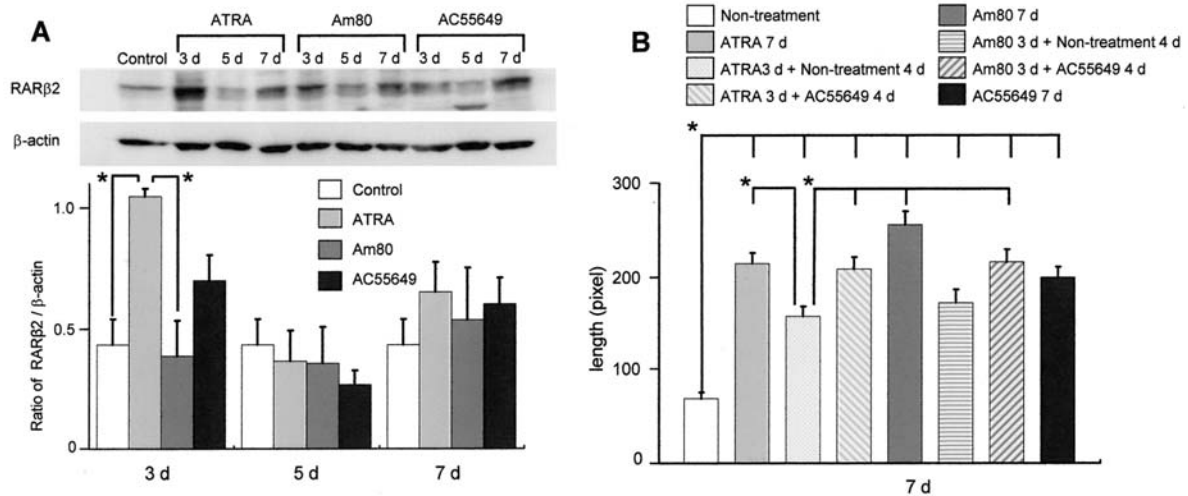 A
ATRA
Am80
AC55649
Control
3 d
5 d
7 d
3 d
5 d
7 d
3 d
5 d
7 d
RARβ2
β-actin
*
*
Control
ATRA
Am80
AC55649
Ratio of RARβ2 / β-actin
1.0
0.5
0
3 d
5 d
7 d
B
Non-treatment
ATRA 7 d
ATRA3 d + Non-treatment 4 d
ATRA 3 d + AC55649 4 d
Am80 7 d
Am80 3 d + Non-treatment 4 d
Am80 3 d + AC55649 4 d
AC55649 7 d
*
*
*
length (pixel)
300
200
100
0
7 d